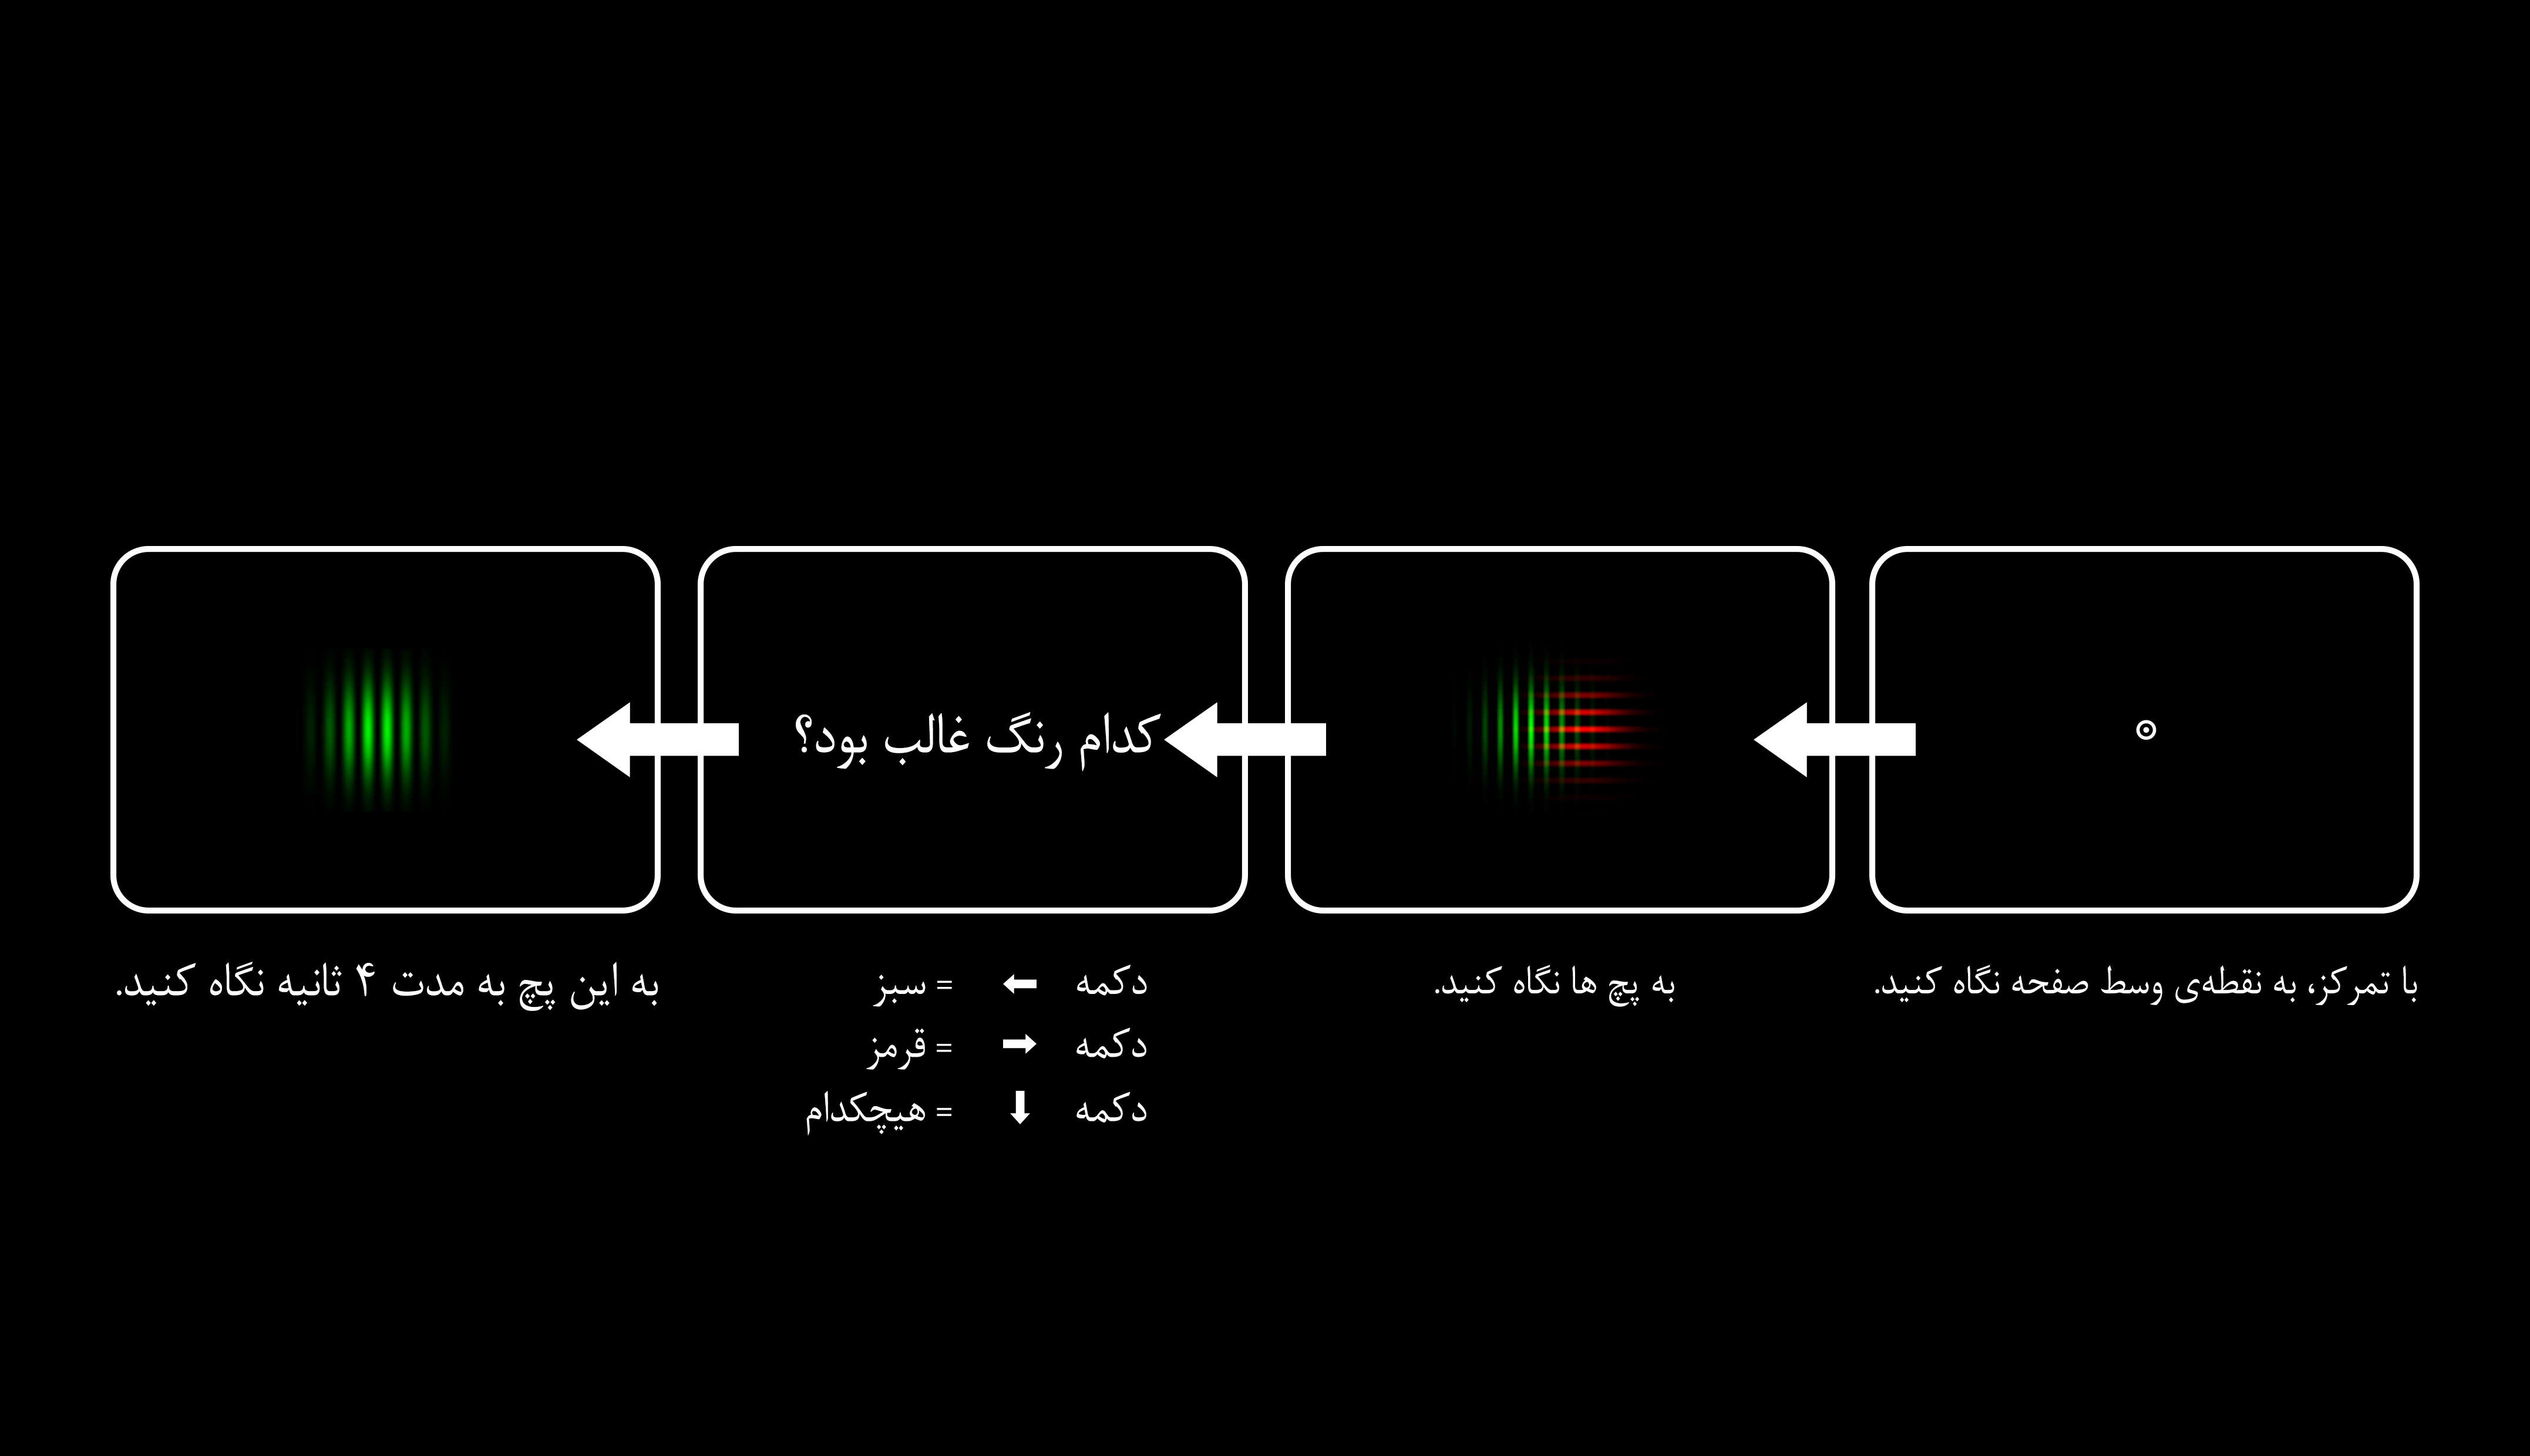 با تمرکز، به نقطه‌ی وسط صفحه نگاه کنید.
به پچ ها نگاه کنید.
کدام رنگ غالب بود؟
دکمه ← = سبز
دکمه → = قرمز
دکمه ↓ = هیچکدام
به این پچ به مدت ۴ ثانیه نگاه کنید.